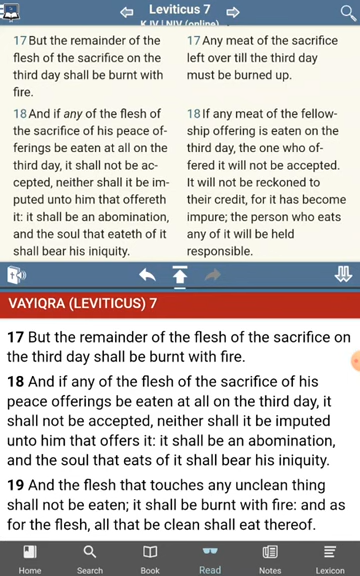 Leviticus 7
KJV | NIV (online)
17 But the remainder of the
flesh of the sacrifice on the
third day shall be burnt with
fire.
18 And if any of the flesh of
the sacrifice of his peace of-
ferings be eaten at all on the
third day, it shall not be ac-
cepted, neither shall it be im-
puted unto him that offereth
it: it shall be an abomination,
and the soul that eateth of it
shall bear his iniquity.
17 Any meat of the sacrifice
left over till the third day
must be burned up.
18 If any meat of the fellow-
ship offering is eaten on the
third day, the one who of-
fered it will not be accepted.
It will not be reckoned to
their credit, for it has become
impure; the person who eats
any of it will be held
responsible.
VAYIQRA (LEVITICUS) 7
17 But the remainder of the flesh of the sacrifice on
the third day shall be burnt with fire.
18 And if any of the flesh of the sacrifice of his
peace offerings be eaten at all on the third day, it
shall not be accepted, neither shall it be imputed
unto him that offers it: it shall be an abomination,
and the soul that eats of it shall bear his iniquity.
19 And the flesh that touches any unclean thing
shall not be eaten; it shall be burnt with fire: and as
for the flesh, all that be clean shall eat thereof.
Home
Search
Book
Read
Notes
Lexicon